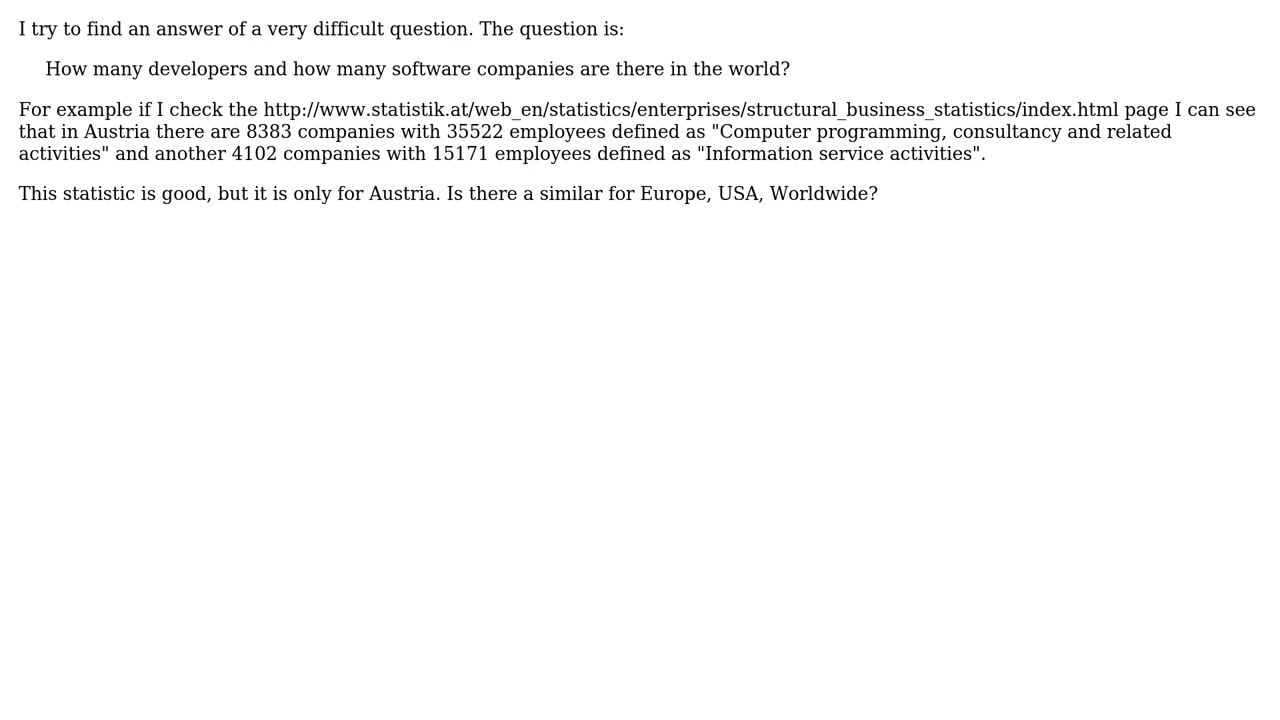 I try to find an answer of a very difficult question. The question is:
How many developers and how many software companies are there in the world?
For example if I check the http://www.statistik.at/web_en/statistics/enterprises/structural_business_statistics/index.html page I can see
that in Austria there are 8383 companies with 35522 employees defined as "Computer programming, consultancy and related
activities" and another 4102 companies with 15171 employees defined as "Information service activities".
This statistic is good, but it is only for Austria. Is there a similar for Europe, USA, Worldwide?